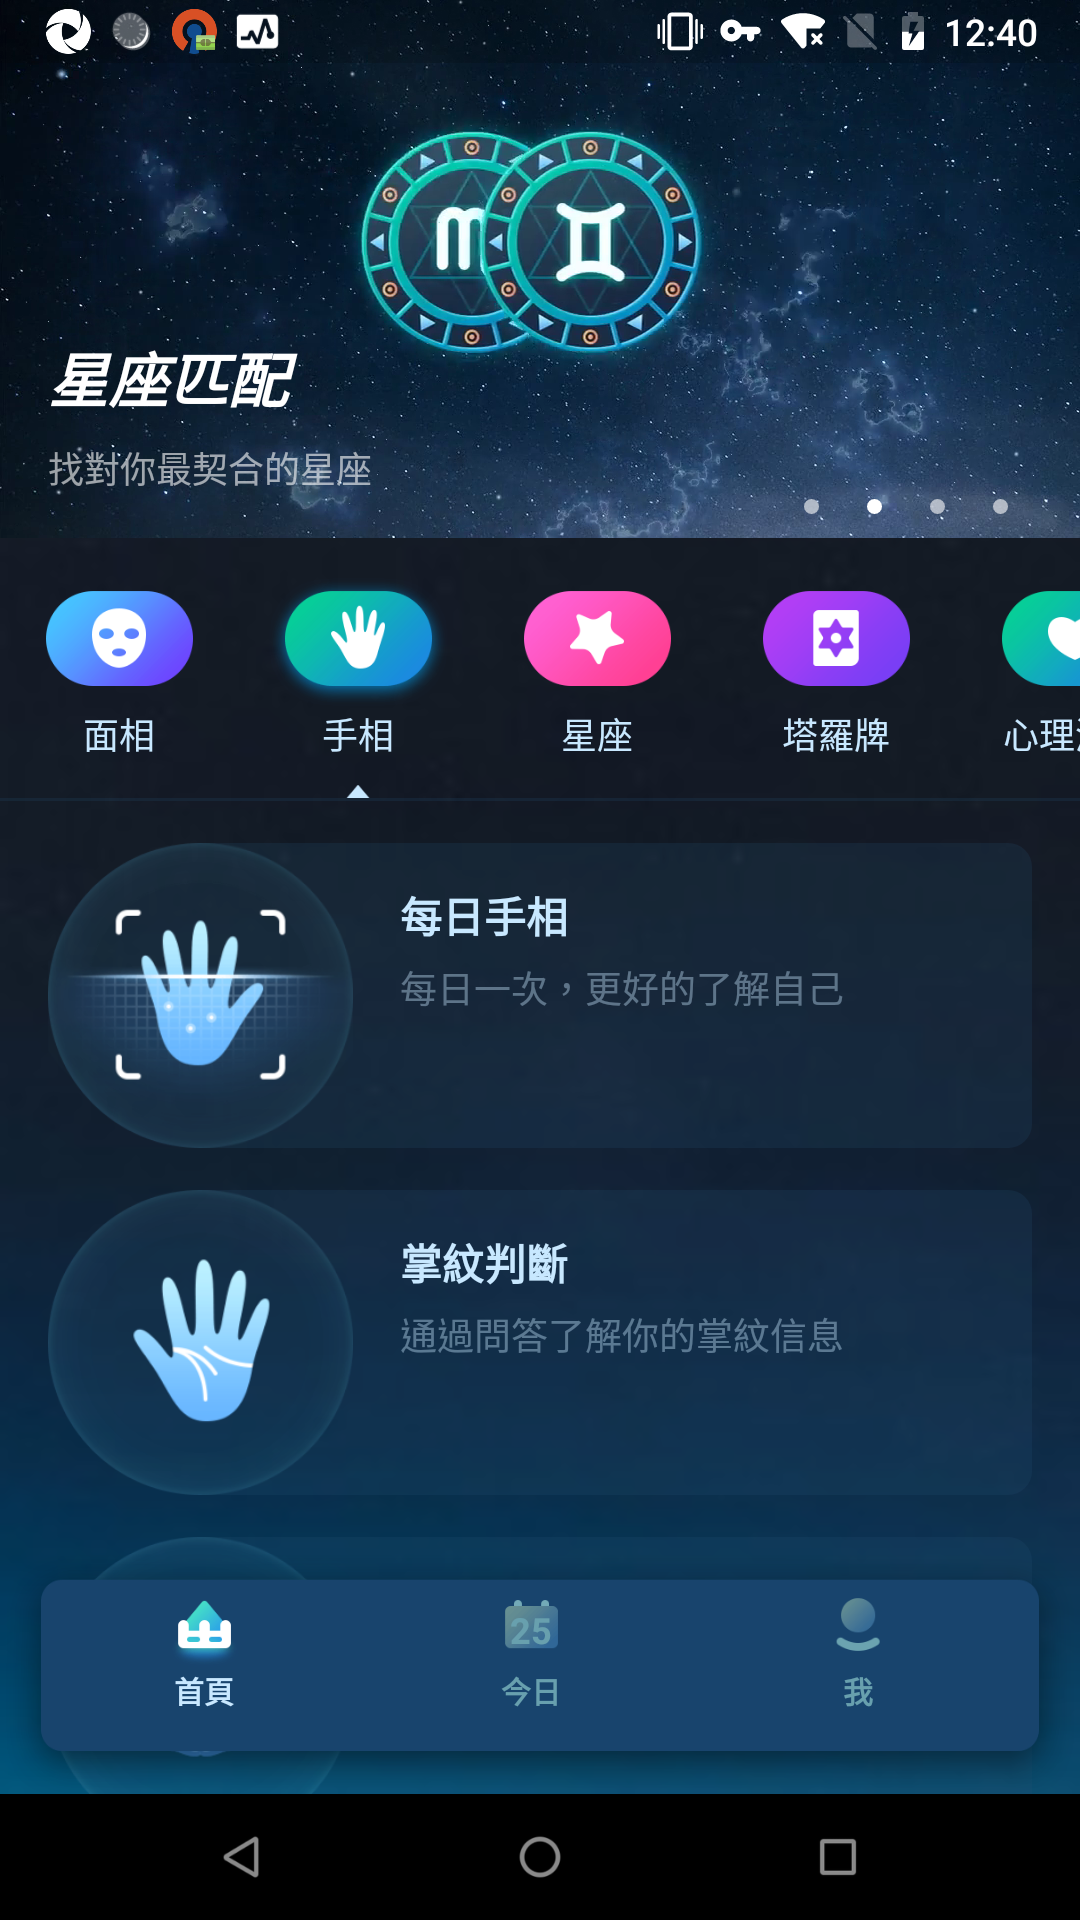 12:40
星座匹配
找對你最契合的星座
面相
手相
星座
塔羅牌
心理
每日手相
每日一次，更好的了解自己
掌紋判斷
通過問答了解你的掌紋信息
25
首頁
今日
我